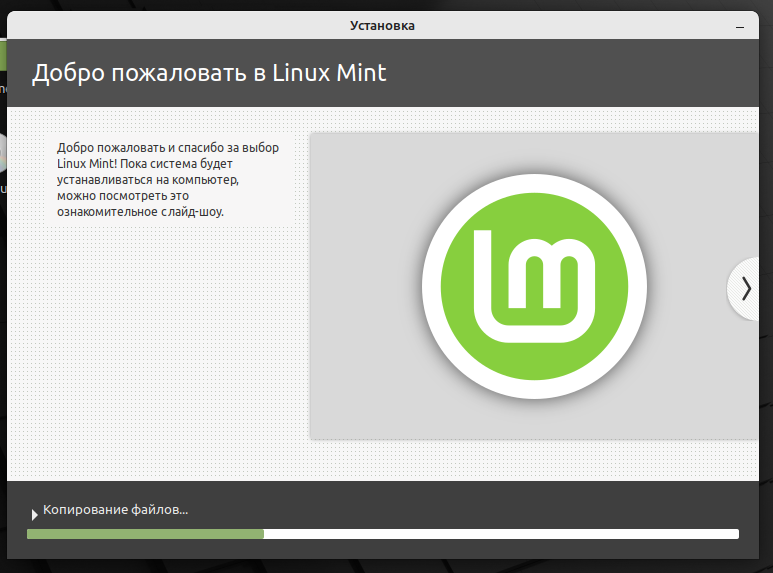 Установка
Добро пожаловать в Linux Mint
Добро пожаловать и спасибо за выбор
Linux Mint! Пока система будет
устанавливаться на компьютер,
можно посмотреть это
ознакомительное слайд-шоу.
Копирование файлов...